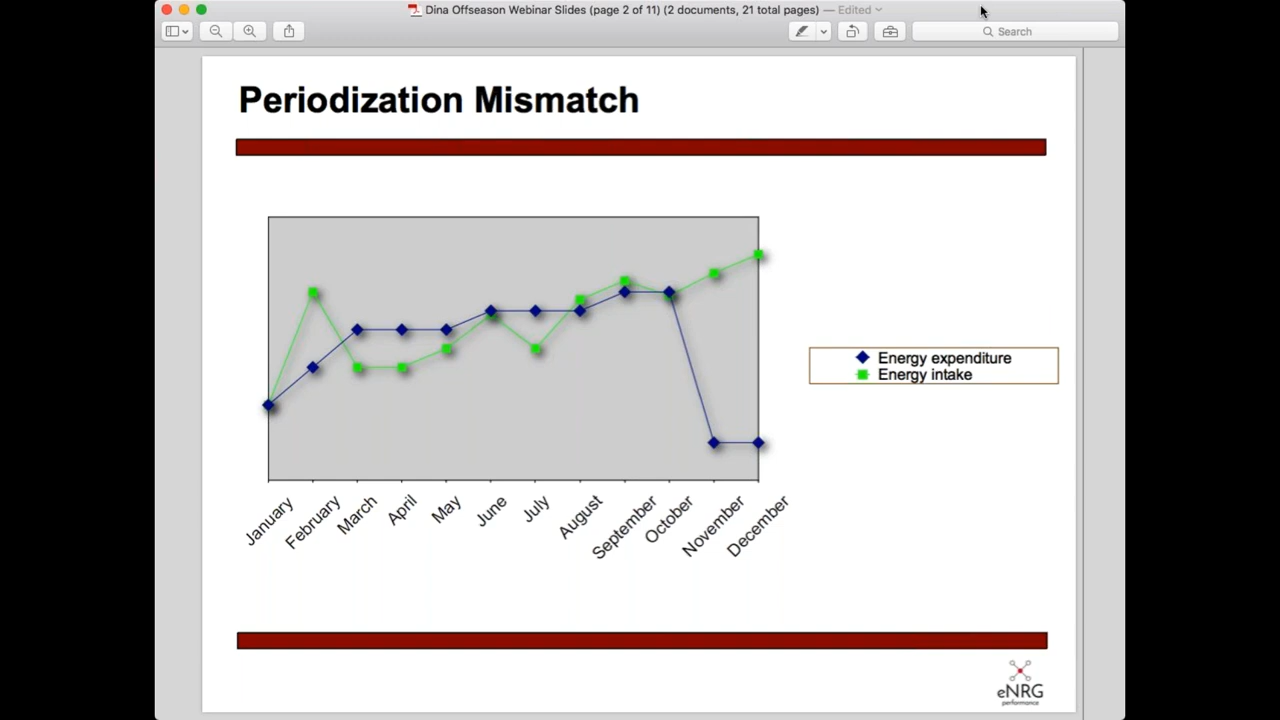 Dina Offseason Webinar Slides (page 2 of 11) (2 documents, 21 total pages) — Edited
Search
Periodization Mismatch
Energy expenditure
Energy intake
January
February
March
April
May
June
July
August
September
October
November
December
eNRG
performance